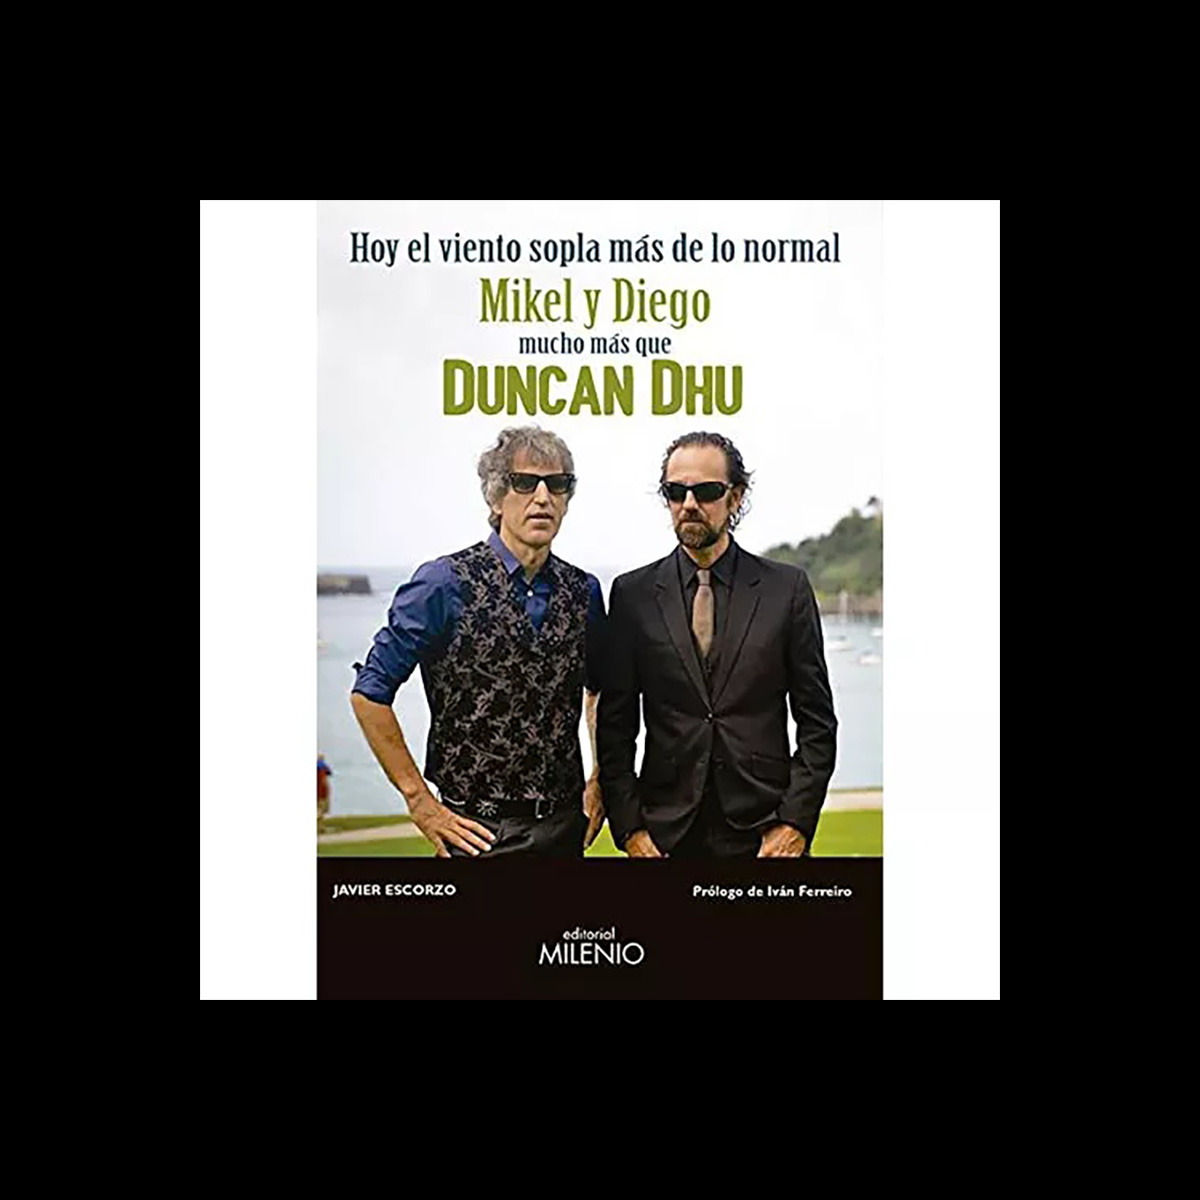 Hoy el viento sopla más de lo normal
Mikel y Diego
mucho más que
DUNCAN DHU
JAVIER ESCORZO
Prólogo de Iván Ferreiro
editorial
MILENIO